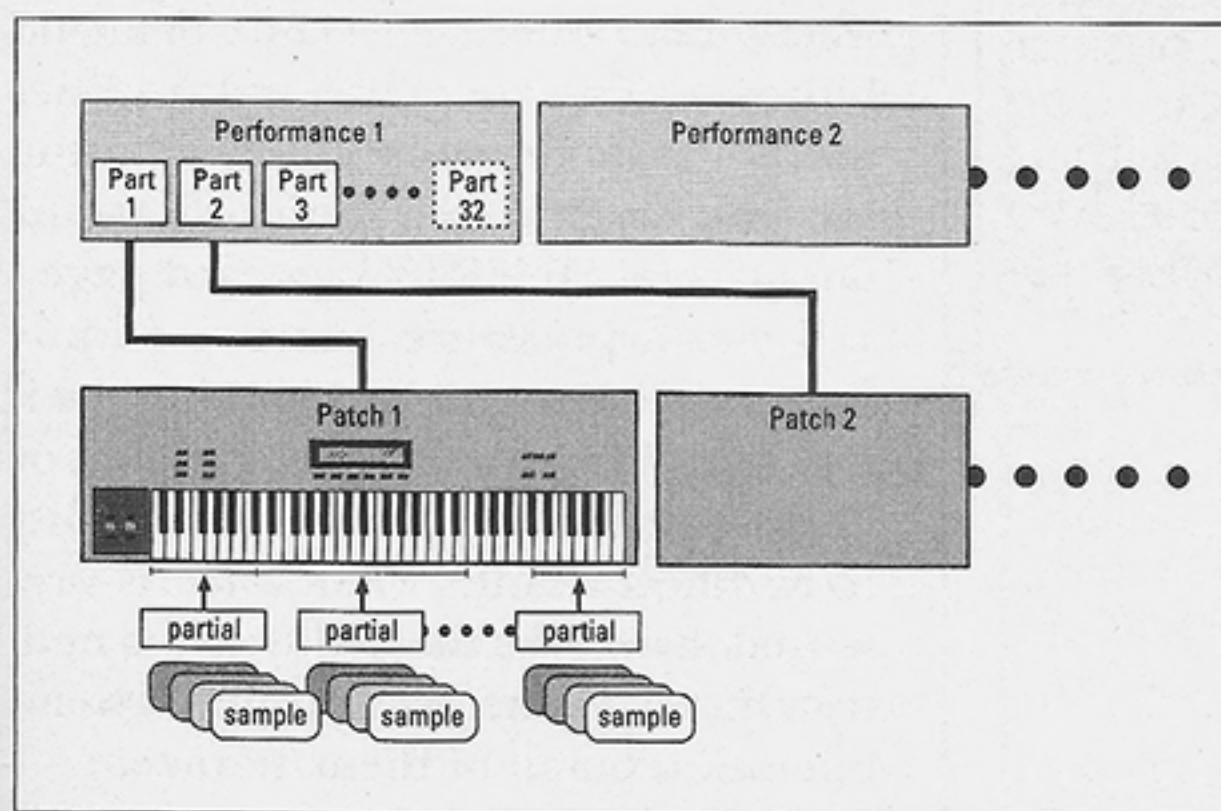 Performance 1
Part 1
Part 2
Part 3
Part 32
Performance 2
Patch 1
Patch 2
partial
partial
partial
sample
sample
sample